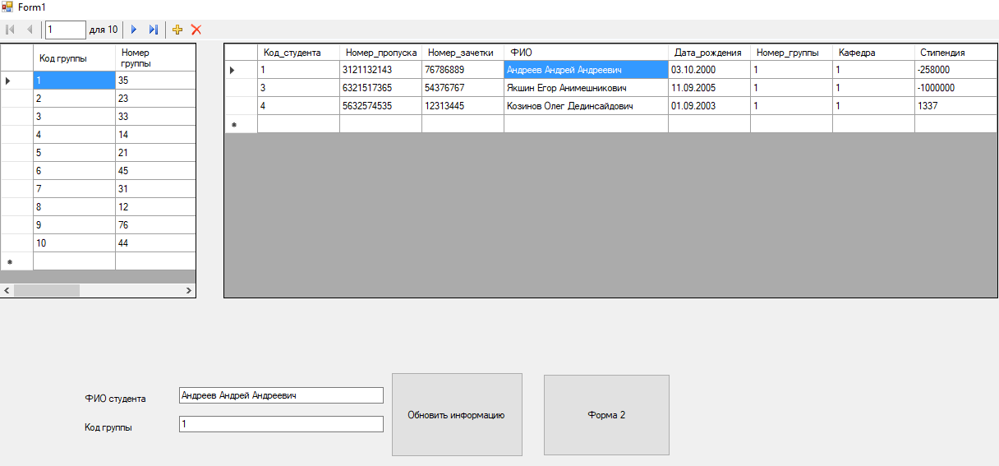 Form1
1 для 10
Код группы Номер группы
1 35
2 23
3 33
4 14
5 21
6 45
7 31
8 12
9 76
10 44
Код_студента Номер_пропуска Номер_зачетки ФИО Дата_рождения Номер_группы Кафедра Стипендия
1 3121132143 76786889 Андреев Андрей Андреевич 03.10.2000 1 1 -258000
3 6321517365 54376767 Якшин Егор Анимешникович 11.09.2005 1 1 -1000000
4 5632574535 12313445 Козинов Олег Дединсайдович 01.09.2003 1 1 1337
ФИО студента Андреев Андрей Андреевич
Код группы 1
Обновить информацию
Форма 2